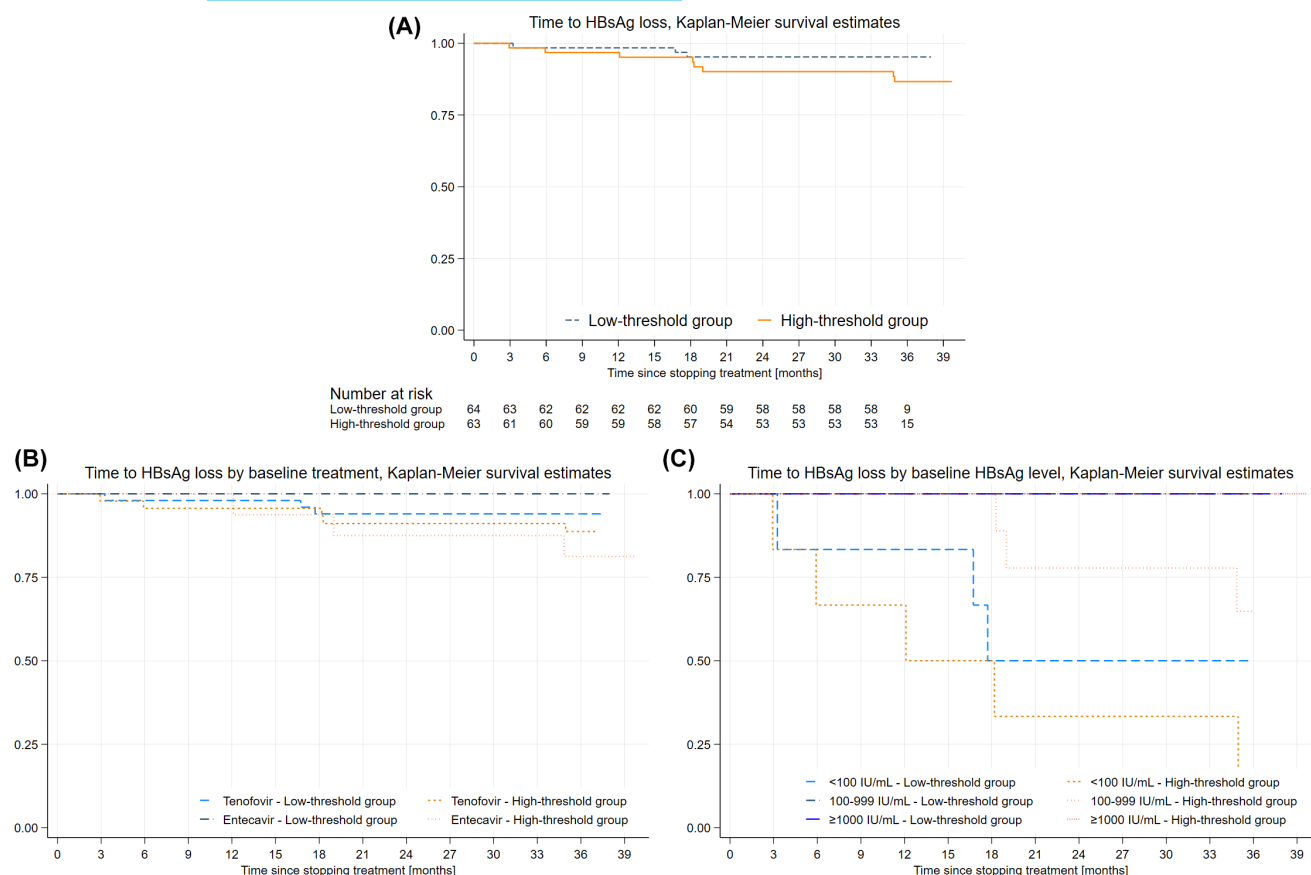 (A)
Time to HBsAg loss, Kaplan-Meier survival estimates
1.00
0.75
0.50
0.25
0.00
Low-threshold group High-threshold group
0 3 6 9 12 15 18 21 24 27 30 33 36 39
Time since stopping treatment [months]
Number at risk
Low-threshold group 64 63 62 62 62 62 60 59 58 58 58 58 9
High-threshold group 63 61 60 59 59 58 57 54 53 53 53 53 15
(B)
Time to HBsAg loss by baseline treatment, Kaplan-Meier survival estimates
1.00
0.75
0.50
0.25
0.00
Tenofovir - Low-threshold group Tenofovir - High-threshold group
Entecavir - Low-threshold group Entecavir - High-threshold group
0 3 6 9 12 15 18 21 24 27 30 33 36 39
Time since stopping treatment [months]
(C)
Time to HBsAg loss by baseline HBsAg level, Kaplan-Meier survival estimates
1.00
0.75
0.50
0.25
0.00
<100 IU/mL - Low-threshold group <100 IU/mL - High-threshold group
100-999 IU/mL - Low-threshold group 100-999 IU/mL - High-threshold group
≥1000 IU/mL - Low-threshold group ≥1000 IU/mL - High-threshold group
0 3 6 9 12 15 18 21 24 27 30 33 36 39
Time since stopping treatment [months]